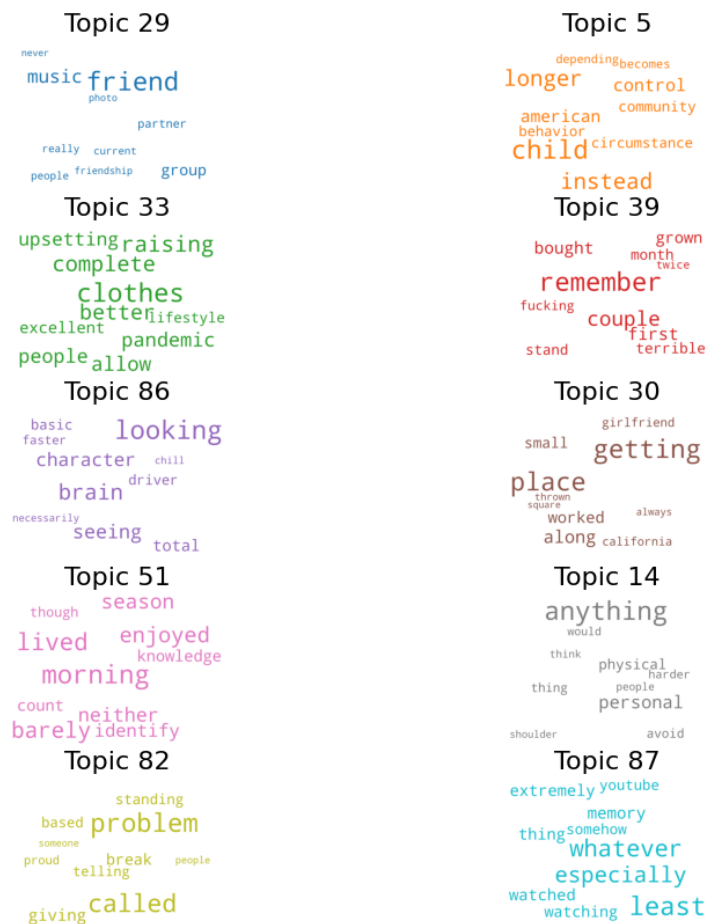 Topic 29
never
music friend
photo
partner
really current
people friendship group
Topic 5
depending becomes
longer control
community
american
behavior
child circumstance
instead
Topic 33
upsetting raising
complete
clothes
better lifestyle
excellent pandemic
people allow
Topic 39
grown
bought month
twice
remember
fucking
couple
first
stand terrible
Topic 86
basic looking
faster
character chill
driver
brain
necessarily
seeing
total
Topic 30
girlfriend
small getting
place
thrown
square
worked always
along california
Topic 51
season
though
lived enjoyed
knowledge
morning
count neither
barely identify
Topic 14
anything
would
think
physical
harder
thing people
personal
shoulder avoid
Topic 82
standing
based problem
someone
proud break people
telling
giving called
Topic 87
extremely youtube
memory
thing somehow
whatever
especially
watched
watching least